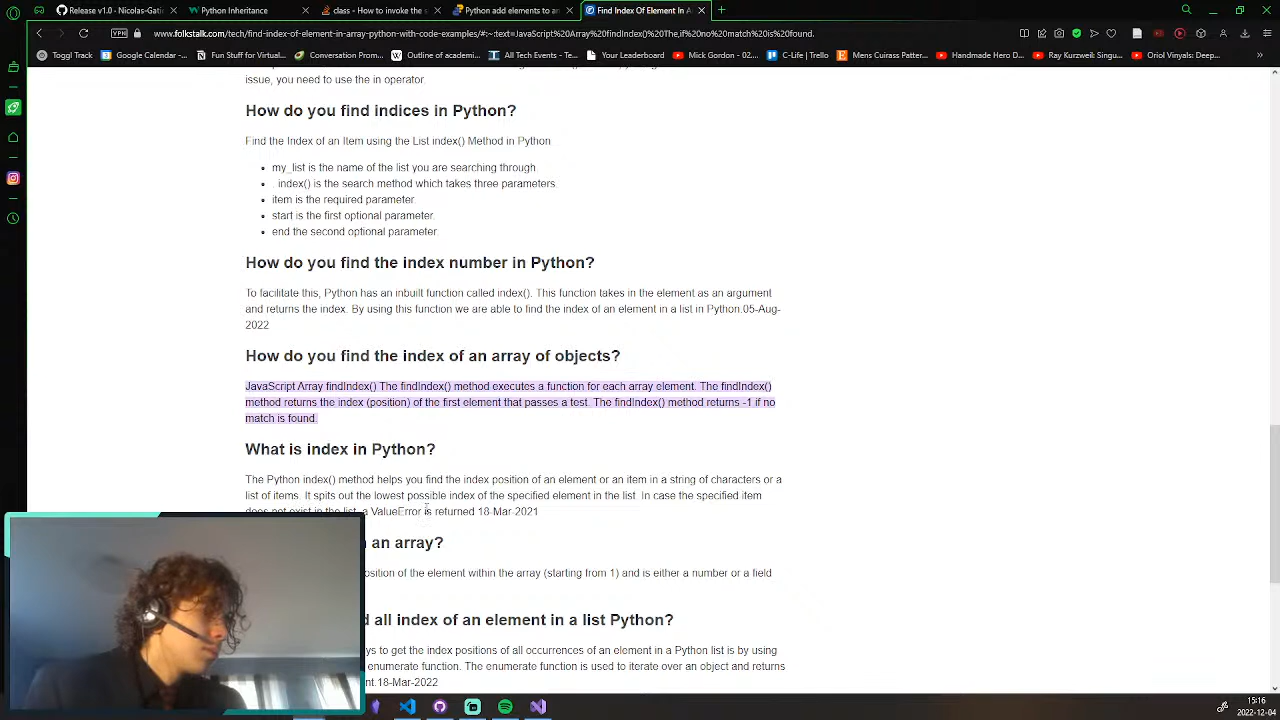 Release v1.0 - Nicolas-Gati
Python Inheritance
class - How to invoke the s
Python add elements to an
Find Index Of Element In A
VPN
www.folkstalk.com/tech/find-index-of-element-in-array-python-with-code-examples/#:~:text=JavaScript%20Array%20findIndex()%20The,if%20no%20match%20is%20found.
Toggl Track
Google Calendar -...
Fun Stuff for Virtual...
Conversation Prom...
Outline of academi...
All Tech Events - 1...
Your Leaderboard
Mick Gordon - 02....
C-Life | Trello
Mens Cuirass Patter...
Handmade Hero D...
Ray Kurzweil: Singu...
Oriol Vinyals: Deep...
issue, you need to use the in operator.
How do you find indices in Python?
Find the Index of an Item using the List index() Method in Python
my_list is the name of the list you are searching through.
. index() is the search method which takes three parameters.
item is the required parameter.
start is the first optional parameter.
end the second optional parameter.
How do you find the index number in Python?
To facilitate this, Python has an inbuilt function called index(). This function takes in the element as an argument
and returns the index. By using this function we are able to find the index of an element in a list in Python.05-Aug-
2022
How do you find the index of an array of objects?
JavaScript Array findIndex() The findIndex() method executes a function for each array element. The findIndex()
method returns the index (position) of the first element that passes a test. The findIndex() method returns -1 if no
match is found.
What is index in Python?
The Python index() method helps you find the index position of an element or an item in a string of characters or a
list of items. It spits out the lowest possible index of the specified element in the list. In case the specified item
does not exist in the list, a ValueError is returned 18-Mar-2021
an array?
position of the element within the array (starting from 1) and is either a number or a field
all index of an element in a list Python?
ys to get the index positions of all occurrences of an element in a Python list is by using
enumerate function. The enumerate function is used to iterate over an object and returns
nt.18-Mar-2022
15:16
2022-12-04